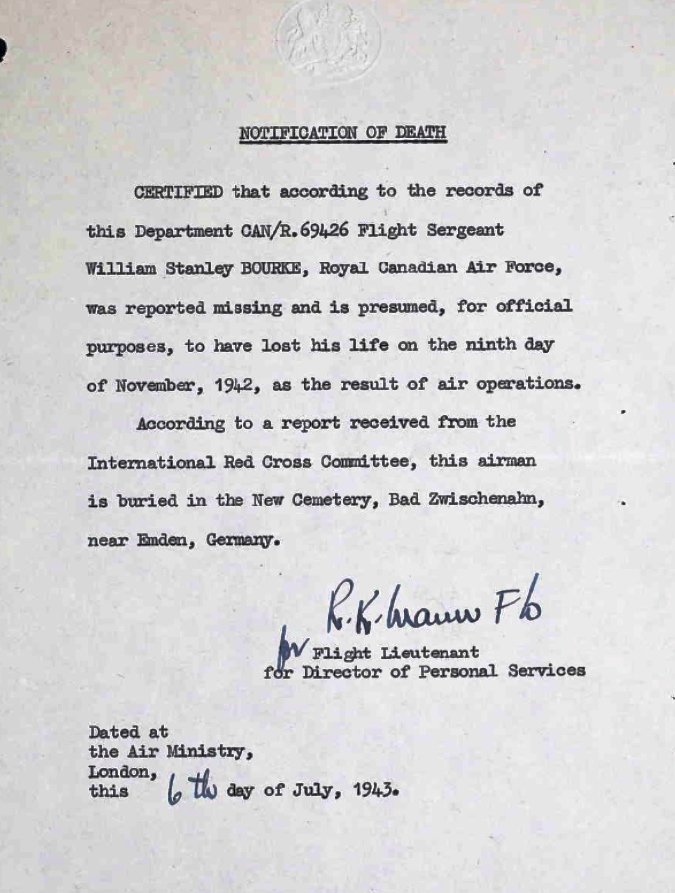 NOTIFICATION OF DEATH
CERTIFIED that according to the records of
this Department CAN/R.69426 Flight Sergeant
William Stanley BOURKE, Royal Canadian Air Force,
was reported missing and is presumed, for official
purposes, to have lost his life on the ninth day
of November, 1942, as the result of air operations.
According to a report received from the
International Red Cross Committee, this airman
is buried in the New Cemetery, Bad Zwischenahn,
near Emden, Germany.
R.K. Mann F/O
for Flight Lieutenant
for Director of Personal Services
Dated at
the Air Ministry,
London,
this 6th day of July, 1943.